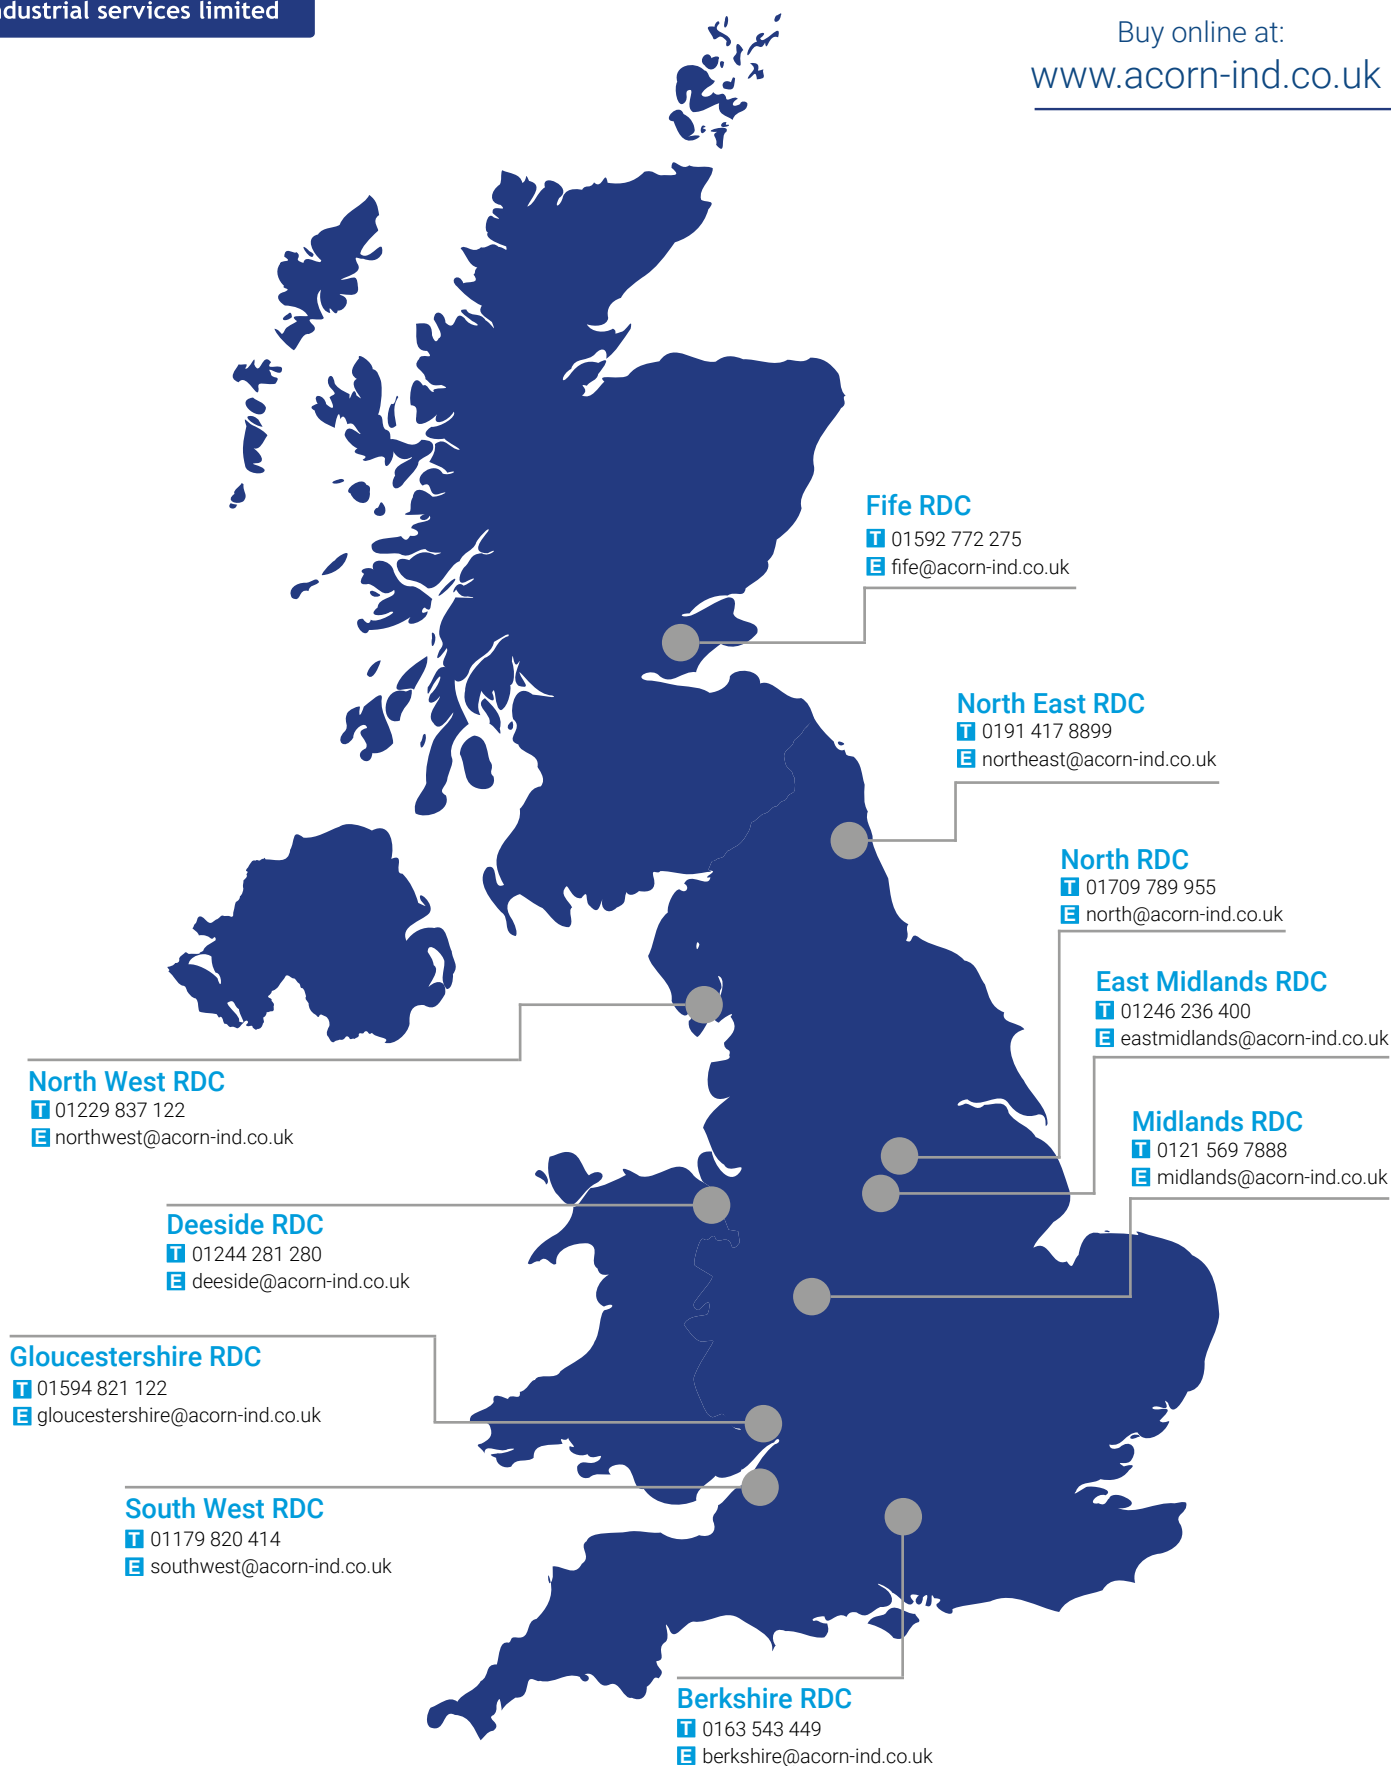 industrial services limited
Buy online at:
www.acorn-ind.co.uk
Fife RDC
T 01592 772 275
E fife@acorn-ind.co.uk
North East RDC
T 0191 417 8899
E northeast@acorn-ind.co.uk
North RDC
T 01709 789 955
E north@acorn-ind.co.uk
East Midlands RDC
T 01246 236 400
E eastmidlands@acorn-ind.co.uk
North West RDC
T 01229 837 122
E northwest@acorn-ind.co.uk
Midlands RDC
T 0121 569 7888
E midlands@acorn-ind.co.uk
Deeside RDC
T 01244 281 280
E deeside@acorn-ind.co.uk
Gloucestershire RDC
T 01594 821 122
E gloucestershire@acorn-ind.co.uk
South West RDC
T 01179 820 414
E southwest@acorn-ind.co.uk
Berkshire RDC
T 0163 543 449
E berkshire@acorn-ind.co.uk